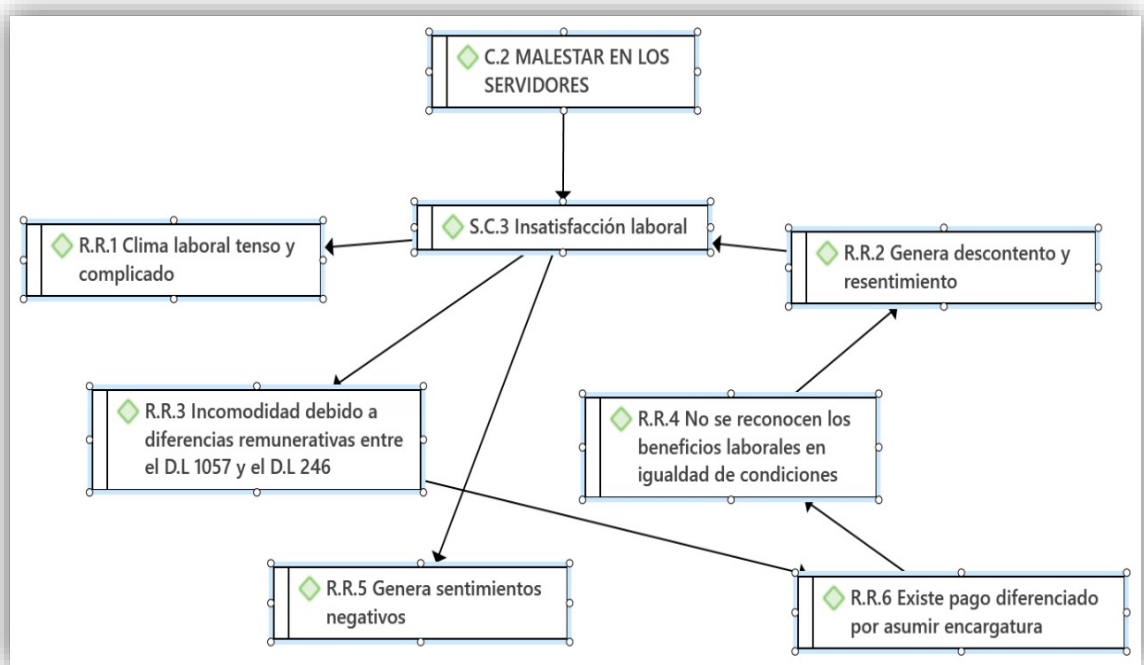 C.2 MALESTAR EN LOS
SERVIDORES
S.C.3 Insatisfacción laboral
R.R.1 Clima laboral tenso y
complicado
R.R.2 Genera descontento y
resentimiento
R.R.3 Incomodidad debido a
diferencias remunerativas entre
el D.L 1057 y el D.L 246
R.R.4 No se reconocen los
beneficios laborales en
igualdad de condiciones
R.R.5 Genera sentimientos
negativos
R.R.6 Existe pago diferenciado
por asumir encargatura